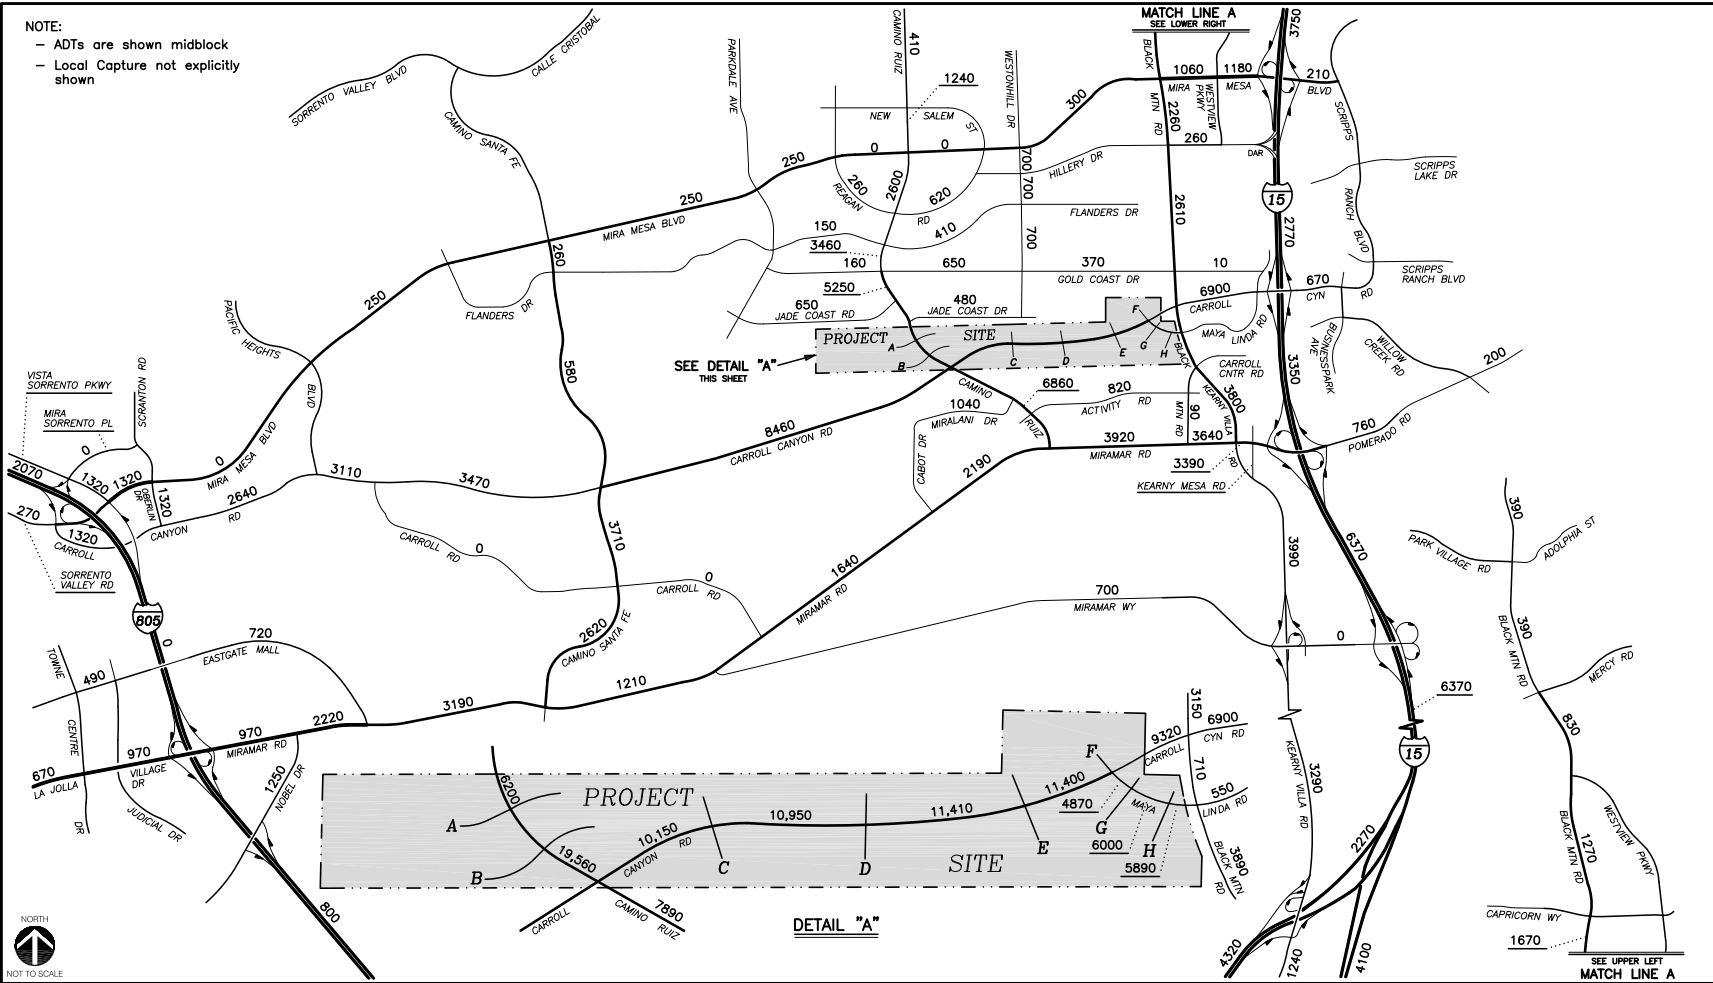 NOTE:
– ADTs are shown midblock
– Local Capture not explicitly
shown
MATCH LINE A
SEE LOWER RIGHT
SORRENTO VALLEY BLVD
CALLE CRISTOBAL
CAMINO SANTA FE
PARKDALE AVE
CAMINO RUIZ
410
1240
WESTONHILL DR
BLACK
MTN RD
1060
1180
MIRA
MESA
WESTVIEW
PKWY
210
BLVD
3750
SCRIPPS
RANCH
BLVD
NEW
SALEM
ST
300
2260
260
DAR
0
0
250
250
250
MIRA MESA BLVD
260
REAGAN
RD
2600
620
700
700
700
HILLERY DR
SCRIPPS
LAKE DR
15
2770
2610
FLANDERS DR
150
410
3460
160
650
370
10
GOLD COAST DR
SCRIPPS
RANCH BLVD
5250
650
JADE COAST RD
480
JADE COAST DR
6900
CARROLL
670
CYN
RD
260
FLANDERS
DR
PACIFIC
HEIGHTS
BLVD
PROJECT
SITE
A
B
C
D
E
F
G
H
MAYA
LINDA RD
SEE DETAIL "A"
THIS SHEET
BLACK
MTN RD
CARROLL
CNTR RD
BUSINESSPARK
AVE
WILLOW
CREEK RD
200
3350
580
VISTA
SORRENTO PKWY
SCRANTON RD
MIRA
SORRENTO PL
CAMINO
RUIZ
6860
820
ACTIVITY
RD
1040
MIRALANI DR
90
KEARNY VILLA
RD
3800
8460
CARROLL CANYON RD
CABOT DR
3920
3640
MIRAMAR RD
760
POMERADO RD
0
0
MIRA MESA BLVD
2070
1320
1320
OBERLIN
DR
1320
2640
CANYON
RD
3110
3470
2190
3390
KEARNY MESA RD
270
1320
CARROLL
SORRENTO
VALLEY RD
CARROLL RD
0
3710
CARROLL RD
0
1640
MIRAMAR RD
3990
6370
390
PARK VILLAGE RD
ADOLPHIA ST
805
0
700
MIRAMAR WY
0
390
BLACK MTN RD
MERCY RD
TOWNE
CENTRE
DR
720
EASTGATE MALL
490
2620
CAMINO SANTA FE
1210
3190
2220
970
MIRAMAR RD
970
VILLAGE
DR
670
LA JOLLA
JUDICIAL DR
1250
NOBEL DR
800
6370
15
830
3150
6900
CYN RD
9320
CARROLL
710
550
LINDA RD
3890
BLACK MTN
RD
3290
KEARNY VILLA RD
6200
PROJECT
SITE
A
B
C
D
E
F
G
H
19,560
10,150
CANYON
RD
10,950
11,410
11,400
4870
MAYA
6000
5890
CARROLL
CAMINO
RUIZ
7890
DETAIL "A"
2270
4320
1240
4100
1270
BLACK MTN RD
WESTVIEW PKWY
CAPRICORN WY
1670
SEE UPPER LEFT
MATCH LINE A
NORTH
NOT TO SCALE